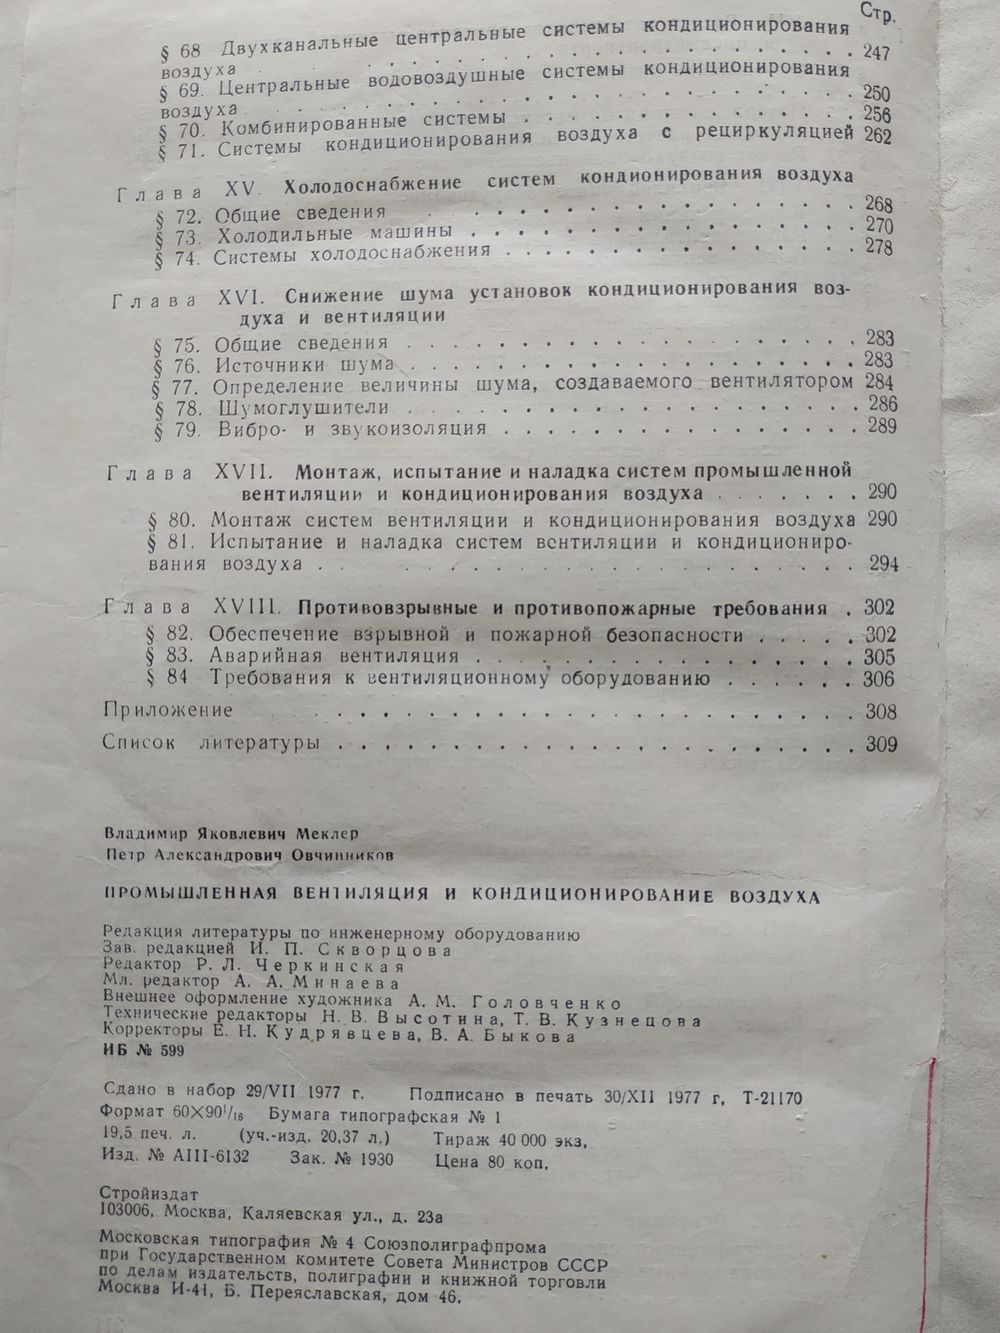 Стр.
§ 68 Двухканальные центральные системы кондиционирования
воздуха . . . . . . . . . . . . . . . . . . 247
§ 69. Центральные водовоздушные системы кондиционирования
воздуха . . . . . . . . . . . . . . . . . . 250
§ 70. Комбинированные системы . . . . . . . . . . . . 256
§ 71. Системы кондиционирования воздуха с рециркуляцией 262
Глава XV. Холодоснабжение систем кондионирования воздуха
§ 72. Общие сведения . . . . . . . . . . . . . . . 268
§ 73. Холодильные машины . . . . . . . . . . . . . . 270
§ 74. Системы холодоснабжения . . . . . . . . . . . . 278
Глава XVI. Снижение шума установок кондиционирования воз-
духа и вентиляции
§ 75. Общие сведения . . . . . . . . . . . . . . . 283
§ 76. Источники шума . . . . . . . . . . . . . . . 283
§ 77. Определение величины шума, создаваемого вентилятором 284
§ 78. Шумоглушители . . . . . . . . . . . . . . . 286
§ 79. Вибро- и звукоизоляция . . . . . . . . . . . . 289
Глава XVII. Монтаж, испытание и наладка систем промышленной
вентиляции и кондиционирования воздуха . . . . . . . 290
§ 80. Монтаж систем вентиляции и кондиционирования воздуха 290
§ 81. Испытание и наладка систем вентиляции и кондициониро-
вания воздуха . . . . . . . . . . . . . . . . . 294
Глава XVIII. Противовзрывные и противопожарные требования . 302
§ 82. Обеспечение взрывной и пожарной безопасности . . . . . 302
§ 83. Аварийная вентиляция . . . . . . . . . . . . . 305
§ 84 Требования к вентиляционному оборудованию . . . . . . 306
Приложение . . . . . . . . . . . . . . . . . . . 308
Список литературы . . . . . . . . . . . . . . . . . 309
Владимир Яковлевич Меклер
Петр Александрович Овчинников
ПРОМЫШЛЕННАЯ ВЕНТИЛЯЦИЯ И КОНДИЦИОНИРОВАНИЕ ВОЗДУХА
Редакция литературы по инженерному оборудованию
Зав. редакцией И. П. Скворцова
Редактор Р. Л. Черкинская
Мл. редактор А. А. Минаева
Внешнее оформление художника А. М. Головченко
Технические редакторы Н. В. Высотина, Т. В. Кузнецова
Корректоры Е. Н. Кудрявцева, В. А. Быкова
ИБ № 599
Сдано в набор 29/VII 1977 г. Подписано в печать 30/XII 1977 г. Т-21170
Формат 60×90¹/₁₆ Бумага типографская № 1
19,5 печ. л. (уч.-изд. 20,37 л.) Тираж 40 000 экз.
Изд. № АIII-6132 Зак. № 1930 Цена 80 коп.
Стройиздат
103006, Москва, Каляевская ул., д. 23а
Московская типография № 4 Союзполиграфпрома
при Государственном комитете Совета Министров СССР
по делам издательств, полиграфии и книжной торговли
Москва И-41, Б. Переяславская, дом 46.